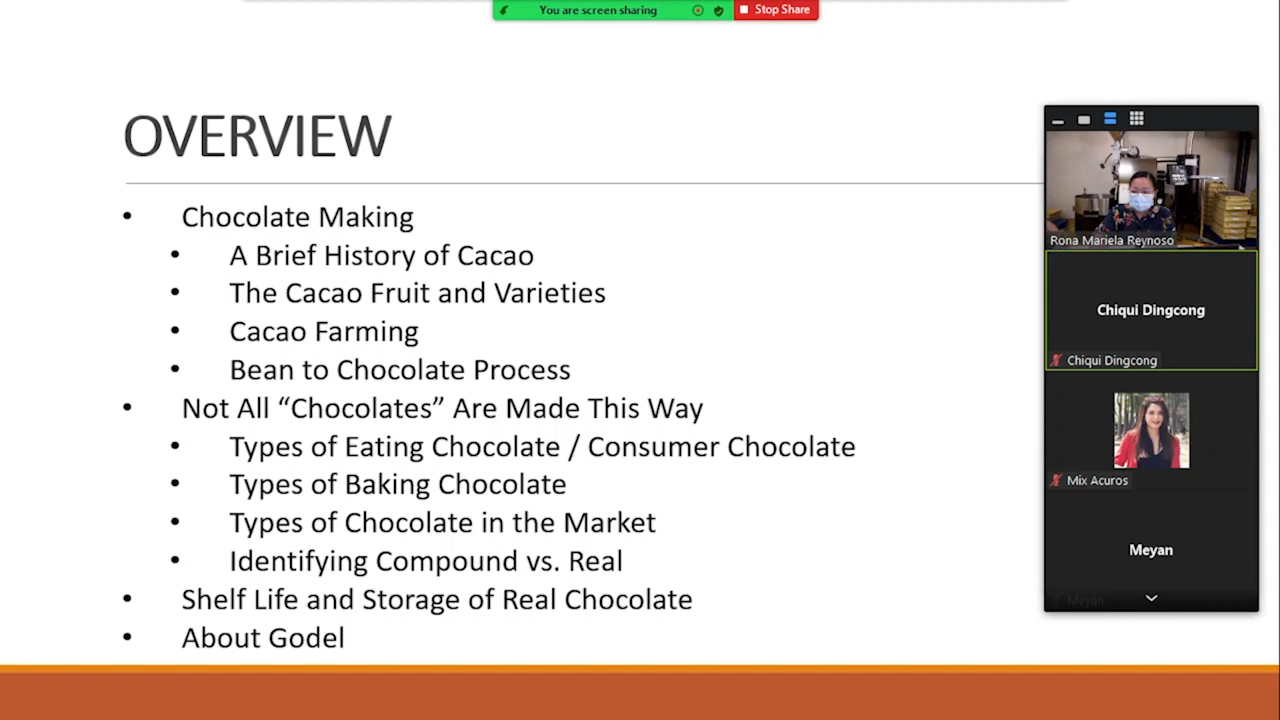 You are screen sharing
Stop Share
OVERVIEW
• Chocolate Making
• A Brief History of Cacao
• The Cacao Fruit and Varieties
• Cacao Farming
• Bean to Chocolate Process
• Not All “Chocolates” Are Made This Way
• Types of Eating Chocolate / Consumer Chocolate
• Types of Baking Chocolate
• Types of Chocolate in the Market
• Identifying Compound vs. Real
• Shelf Life and Storage of Real Chocolate
• About Godel
Rona Mariela Reynoso
Chiqui Dingcong
Chiqui Dingcong
Mix Acuros
Meyan
Meyan